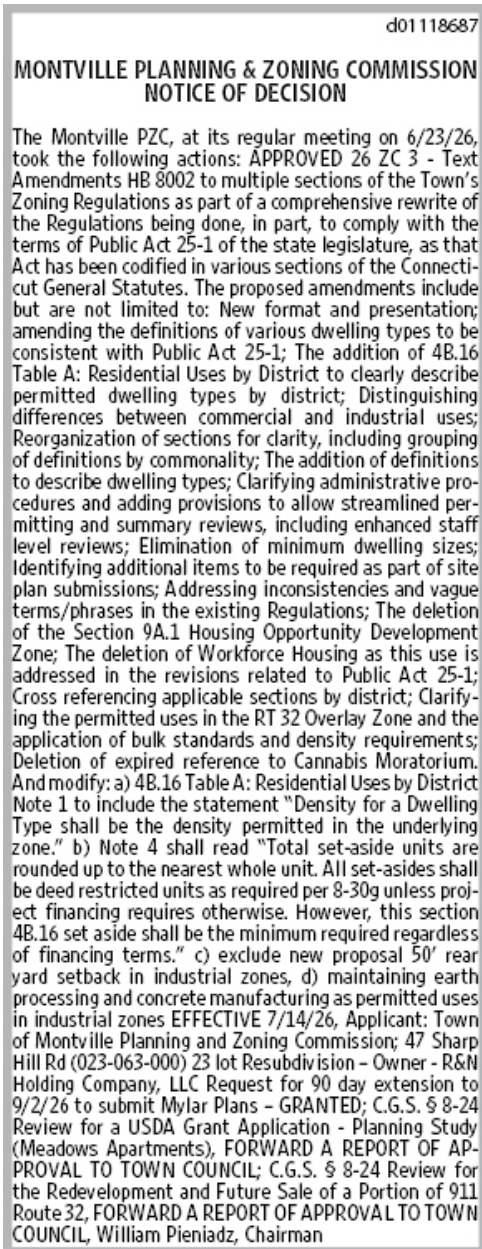 d01118687
MONTVILLE PLANNING & ZONING COMMISSION
NOTICE OF DECISION
The Montville PZC, at its regular meeting on 6/23/26,
took the following actions: APPROVED 26 ZC 3 - Text
Amendments HB 8002 to multiple sections of the Town's
Zoning Regulations as part of a comprehensive rewrite of
the Regulations being done, in part, to comply with the
terms of Public Act 25-1 of the state legislature, as that
Act has been codified in various sections of the Connecti-
cut General Statutes. The proposed amendments include
but are not limited to: New format and presentation;
amending the definitions of various dwelling types to be
consistent with Public Act 25-1; The addition of 4B.16
Table A: Residential Uses by District to clearly describe
permitted dwelling types by district; Distinguishing
differences between commercial and industrial uses;
Reorganization of sections for clarity, including grouping
of definitions by commonality; The addition of definitions
to describe dwelling types; Clarifying administrative pro-
cedures and adding provisions to allow streamlined per-
mitting and summary reviews, including enhanced staff
level reviews; Elimination of minimum dwelling sizes;
Identifying additional items to be required as part of site
plan submissions; Addressing inconsistencies and vague
terms/phrases in the existing Regulations; The deletion
of the Section 9A.1 Housing Opportunity Development
Zone; The deletion of Workforce Housing as this use is
addressed in the revisions related to Public Act 25-1;
Cross referencing applicable sections by district; Clarify-
ing the permitted uses in the RT 32 Overlay Zone and the
application of bulk standards and density requirements;
Deletion of expired reference to Cannabis Moratorium.
And modify: a) 4B.16 Table A: Residential Uses by District
Note 1 to include the statement "Density for a Dwelling
Type shall be the density permitted in the underlying
zone." b) Note 4 shall read "Total set-aside units are
rounded up to the nearest whole unit. All set-asides shall
be deed restricted units as required per 8-30g unless proj-
ect financing requires otherwise. However, this section
4B.16 set aside shall be the minimum required regardless
of financing terms." c) exclude new proposal 50' rear
yard setback in industrial zones, d) maintaining earth
processing and concrete manufacturing as permitted uses
in industrial zones EFFECTIVE 7/14/26, Applicant: Town
of Montville Planning and Zoning Commission; 47 Sharp
Hill Rd (023-063-000) 23 lot Resubdivision – Owner - R&N
Holding Company, LLC Request for 90 day extension to
9/2/26 to submit Mylar Plans – GRANTED; C.G.S. § 8-24
Review for a USDA Grant Application - Planning Study
(Meadows Apartments), FORWARD A REPORT OF AP-
PROVAL TO TOWN COUNCIL; C.G.S. § 8-24 Review for
the Redevelopment and Future Sale of a Portion of 911
Route 32, FORWARD A REPORT OF APPROVAL TO TOWN
COUNCIL, William Pieniadz, Chairman